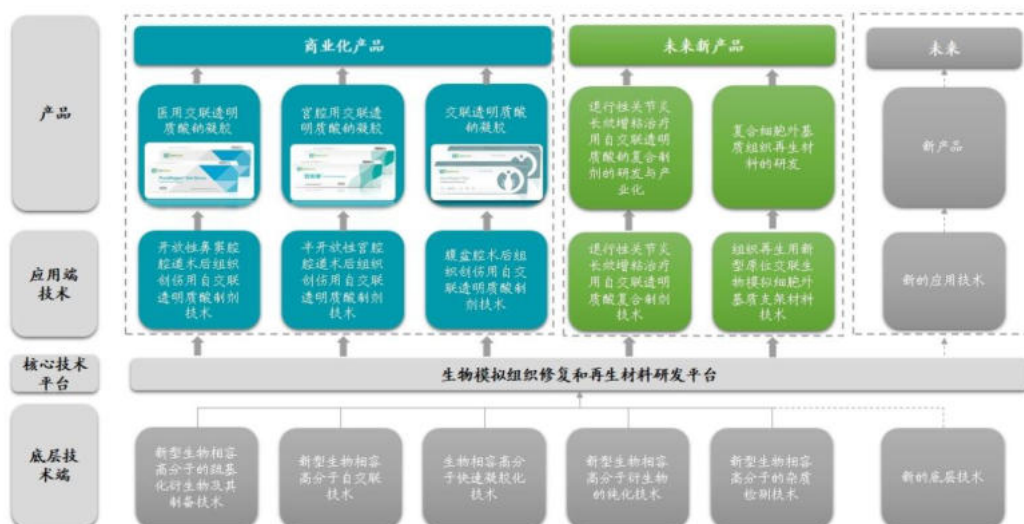 商业化产品
未来新产品
未来
产品
医用交联透明
质酸钠凝胶
宫腔用交联透
明质酸钠凝胶
交联透明质酸
钠凝胶
退行性关节炎
长效增粘治疗
用自交联透明
质酸钠复合制
剂的研发与产
业化
复合细胞外基
质组织再生材
料的研发
新产品
应用端
技术
开放性鼻窦腔
腔道术后组织
创伤用自交联
透明质酸制剂
技术
半开放性宫腔
腔道术后组织
创伤用自交联
透明质酸制剂技术
腹盆腔术后组
织创伤用自交
联透明质酸制
剂技术
退行性关节炎
长效增粘治疗
用自交联透明
质酸复合制剂
技术
组织再生用新
型原位交联生
物模拟细胞外
基质支架材料技术
新的应用技术
核心技术
平台
生物模拟组织修复和再生材料研发平台
底层技
术端
新型生物相容
高分子的巯基
化衍生物及其
制备技术
新型生物相容
高分子自交联
技术
生物相容高分
子快速凝胶化
技术
新型生物相容
高分子衍生物
的纯化技术
新型生物相容
高分子的杂质
检测技术
新的底层技术